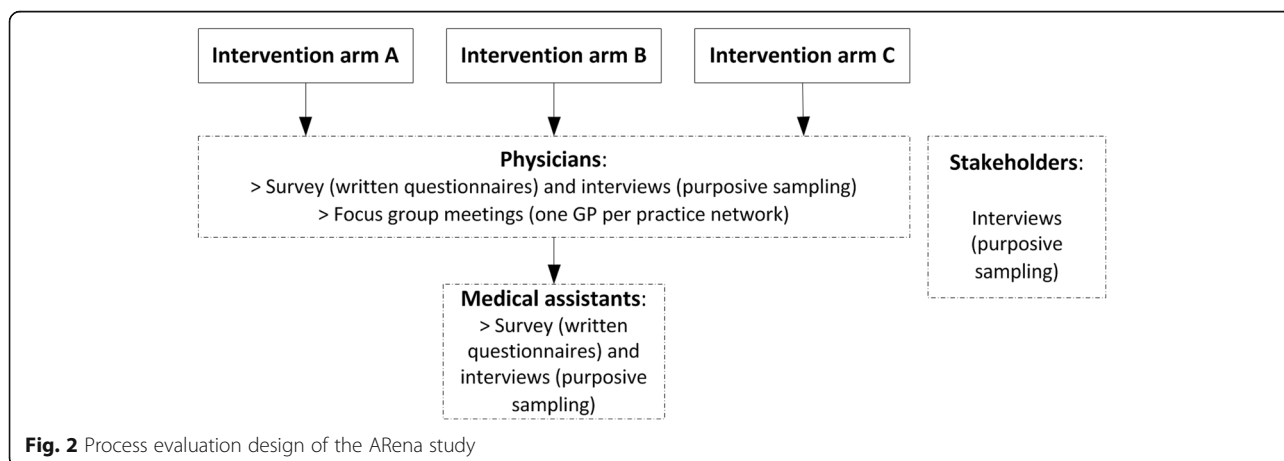 Intervention arm A
Intervention arm B
Intervention arm C
Physicians:
> Survey (written questionnaires) and interviews (purposive sampling)
> Focus group meetings (one GP per practice network)
Stakeholders:
Interviews
(purposive
sampling)
Medical assistants:
> Survey (written
questionnaires) and
interviews (purposive
sampling)
Fig. 2 Process evaluation design of the ARena study